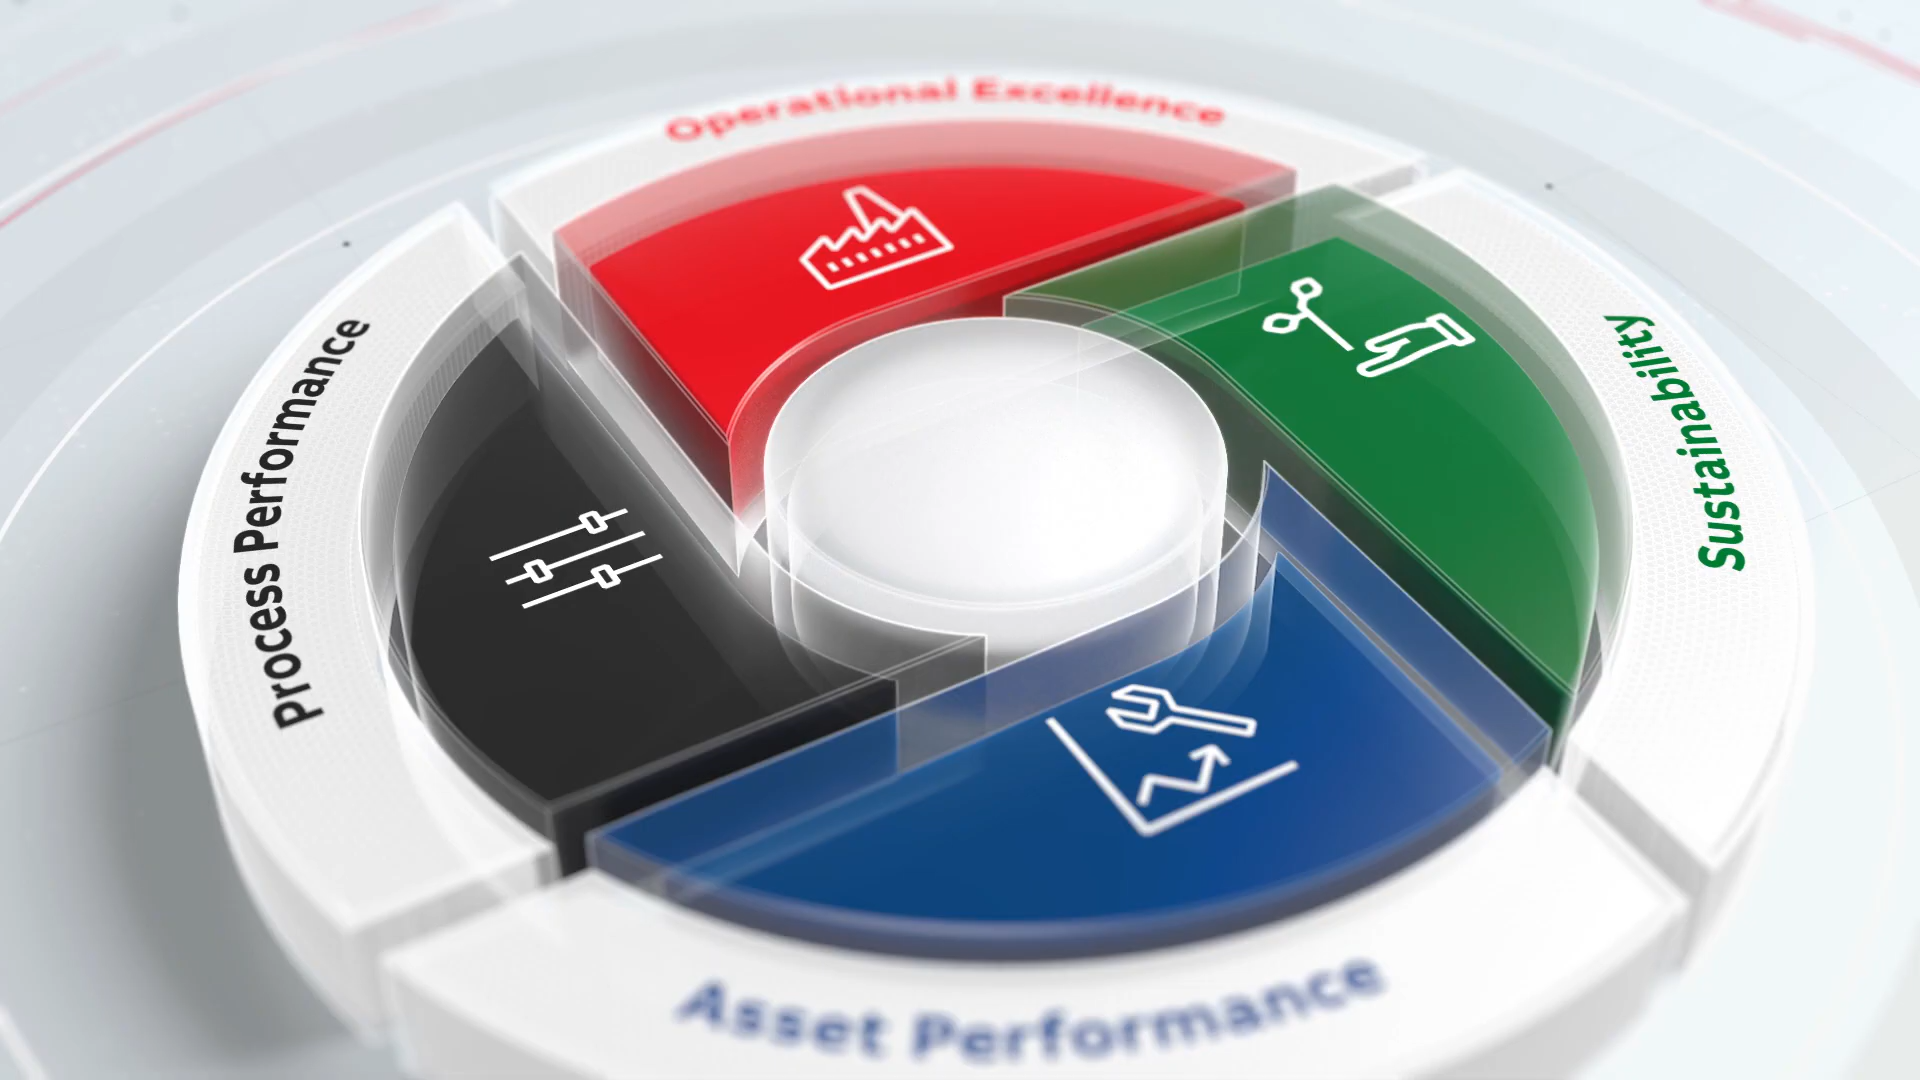 Operational Excellence
Process Performance
Sustainability
Asset Performance